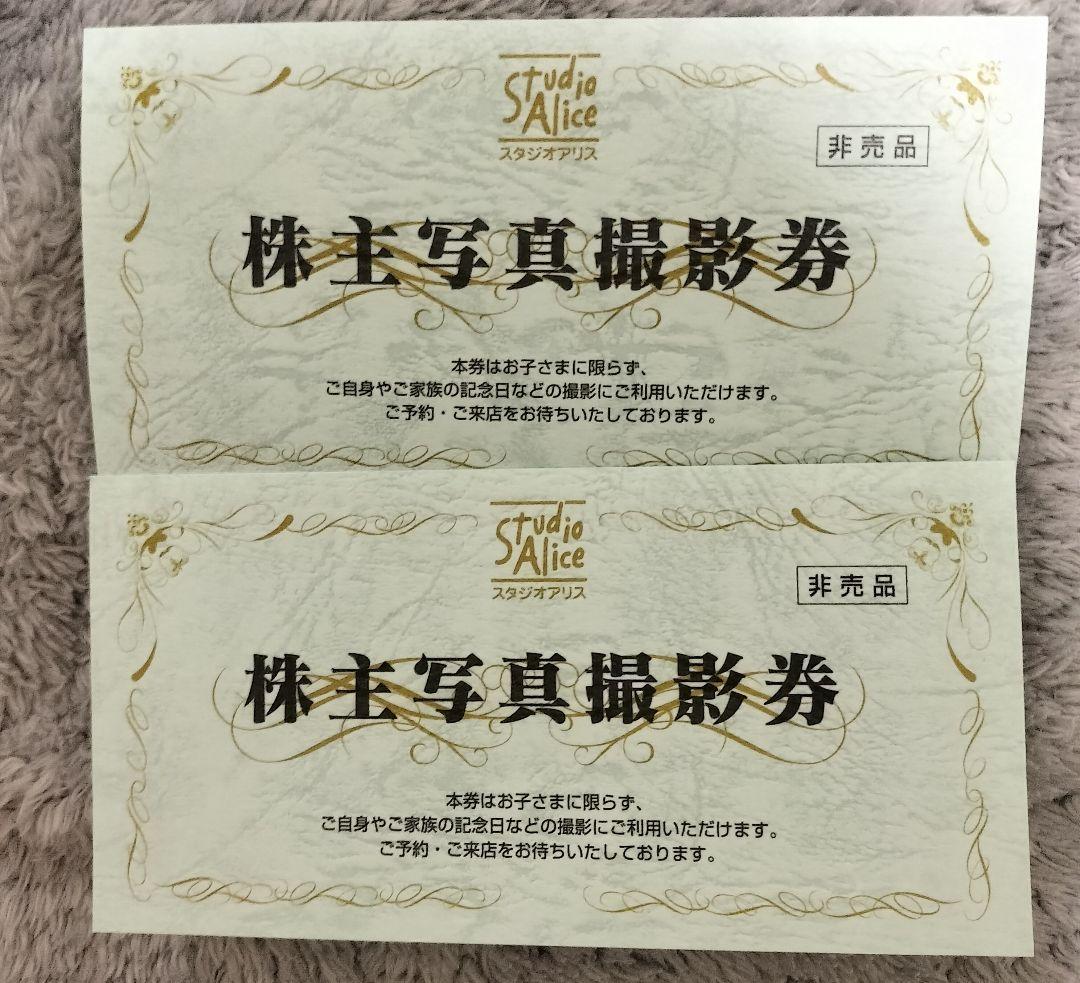 Studio
Alice
スタジオアリス
非売品
株主写真撮影券
本券はお子さまに限らず、
ご自身やご家族の記念日などの撮影にご利用いただけます。
ご予約・ご来店をお待ちいたしております。
Studio
Alice
スタジオアリス
非売品
株主写真撮影券
本券はお子さまに限らず、
ご自身やご家族の記念日などの撮影にご利用いただけます。
ご予約・ご来店をお待ちいたしております。